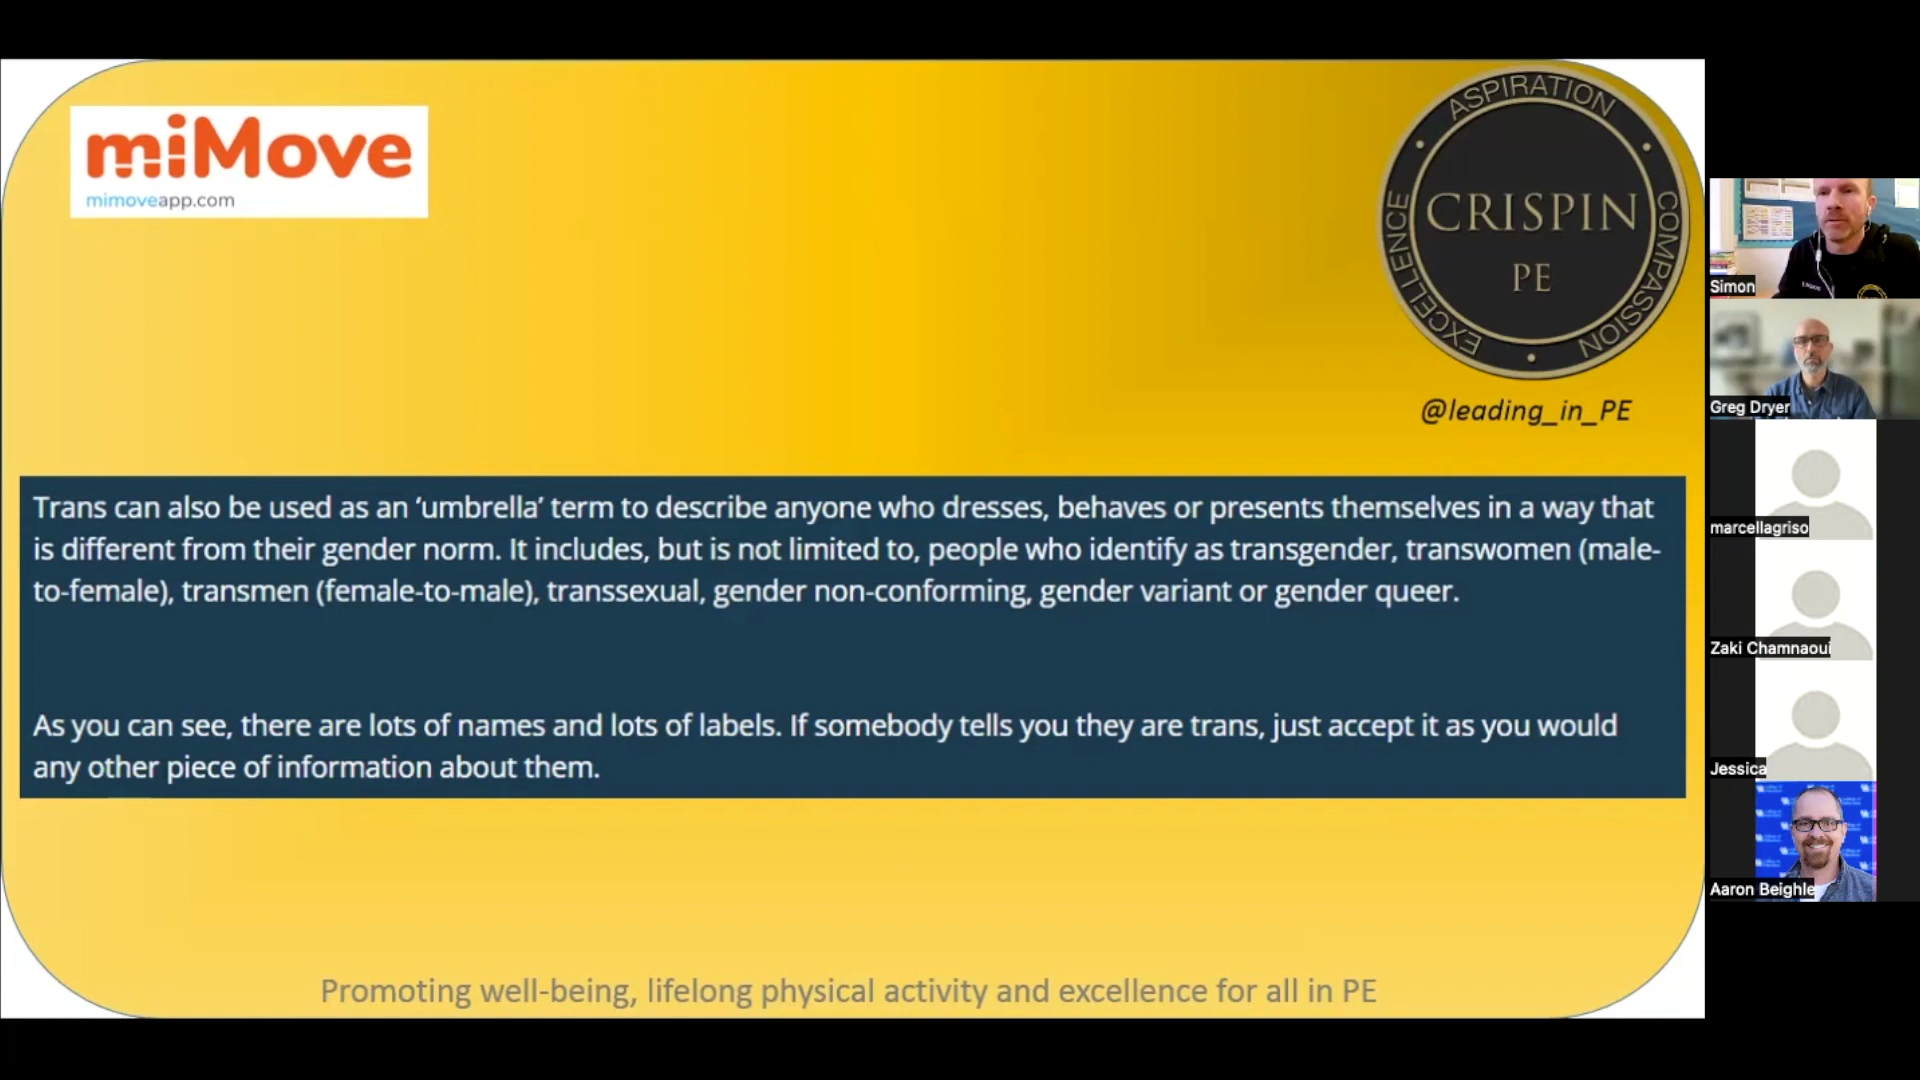 miMove
mimoveapp.com
ASPIRATION
COMPASSION
EXCELLENCE
CRISPIN
PE
@leading_in_PE
Trans can also be used as an ‘umbrella’ term to describe anyone who dresses, behaves or presents themselves in a way that
is different from their gender norm. It includes, but is not limited to, people who identify as transgender, transwomen (male-
to-female), transmen (female-to-male), transsexual, gender non-conforming, gender variant or gender queer.
As you can see, there are lots of names and lots of labels. If somebody tells you they are trans, just accept it as you would
any other piece of information about them.
Promoting well-being, lifelong physical activity and excellence for all in PE
Simon
Greg Dryer
marcellagriso
Zaki Chamnaoui
Jessica
Aaron Beighle